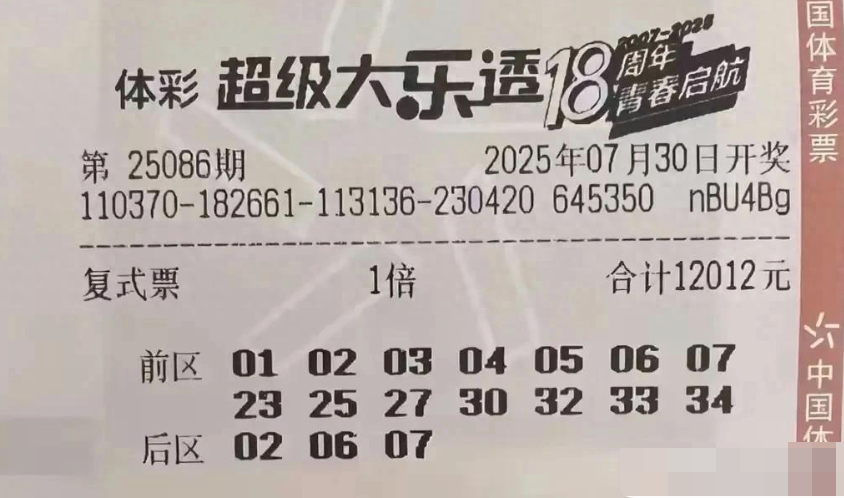 2007-2025
体彩 超级大乐透 18 周年
青春启航
第 25086期 2025年07月30日开奖
110370-182661-113136-230420 645350 nBU4Bg
复式票 1倍 合计12012元
前区 01 02 03 04 05 06 07
23 25 27 30 32 33 34
后区 02 06 07
国体育彩票
中国体